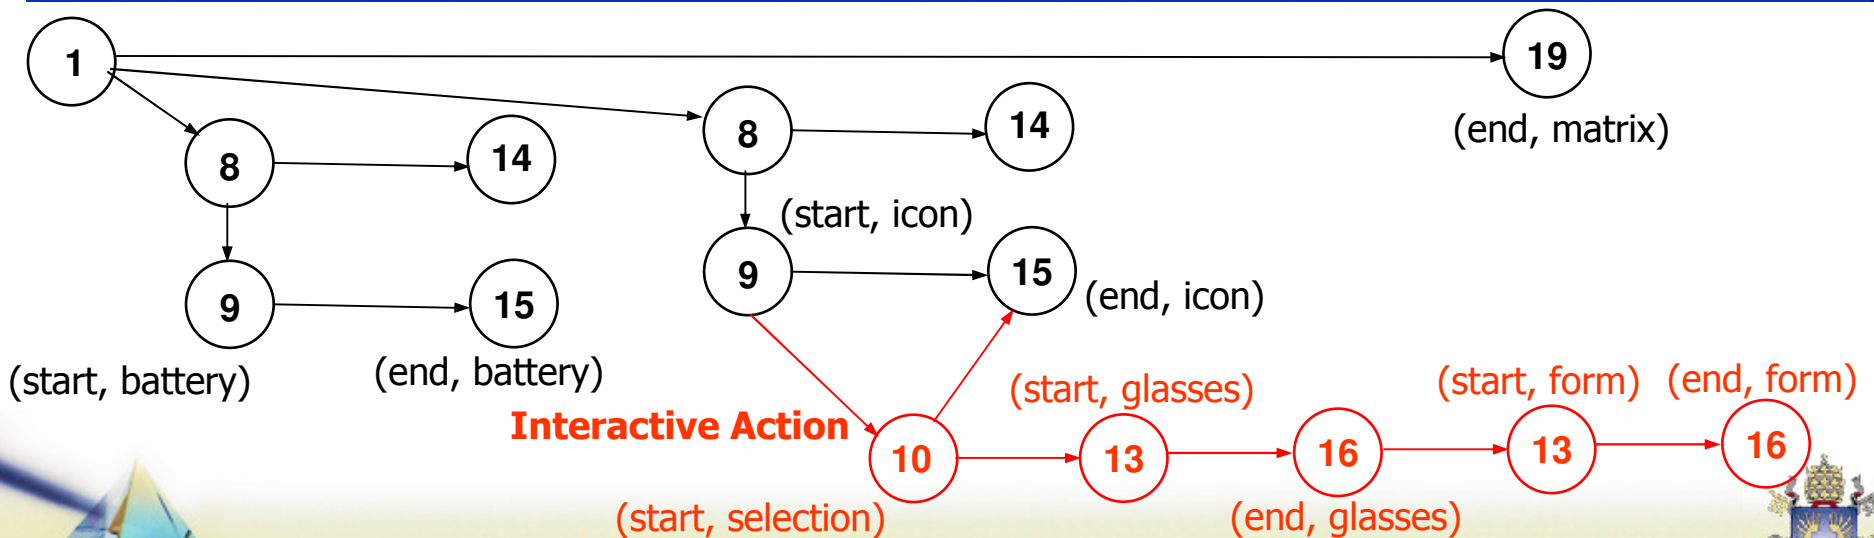 1
19
(end, matrix)
8
14
8
14
(start, icon)
9
15
9
15
(end, icon)
(start, battery)
(end, battery)
Interactive Action
(start, glasses)
(start, form)
(end, form)
10
13
16
13
16
(start, selection)
(end, glasses)